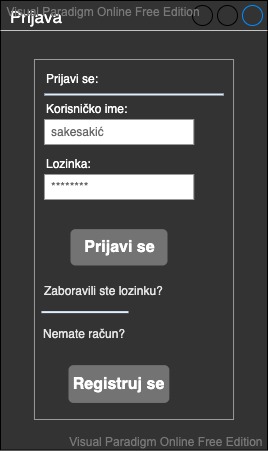 Visual Paradigm Online Free Edition
Prijava
Prijavi se:
Korisničko ime:
sakesakić
Lozinka:
********
Prijavi se
Zaboravili ste lozinku?
Nemate račun?
Registruj se
Visual Paradigm Online Free Edition